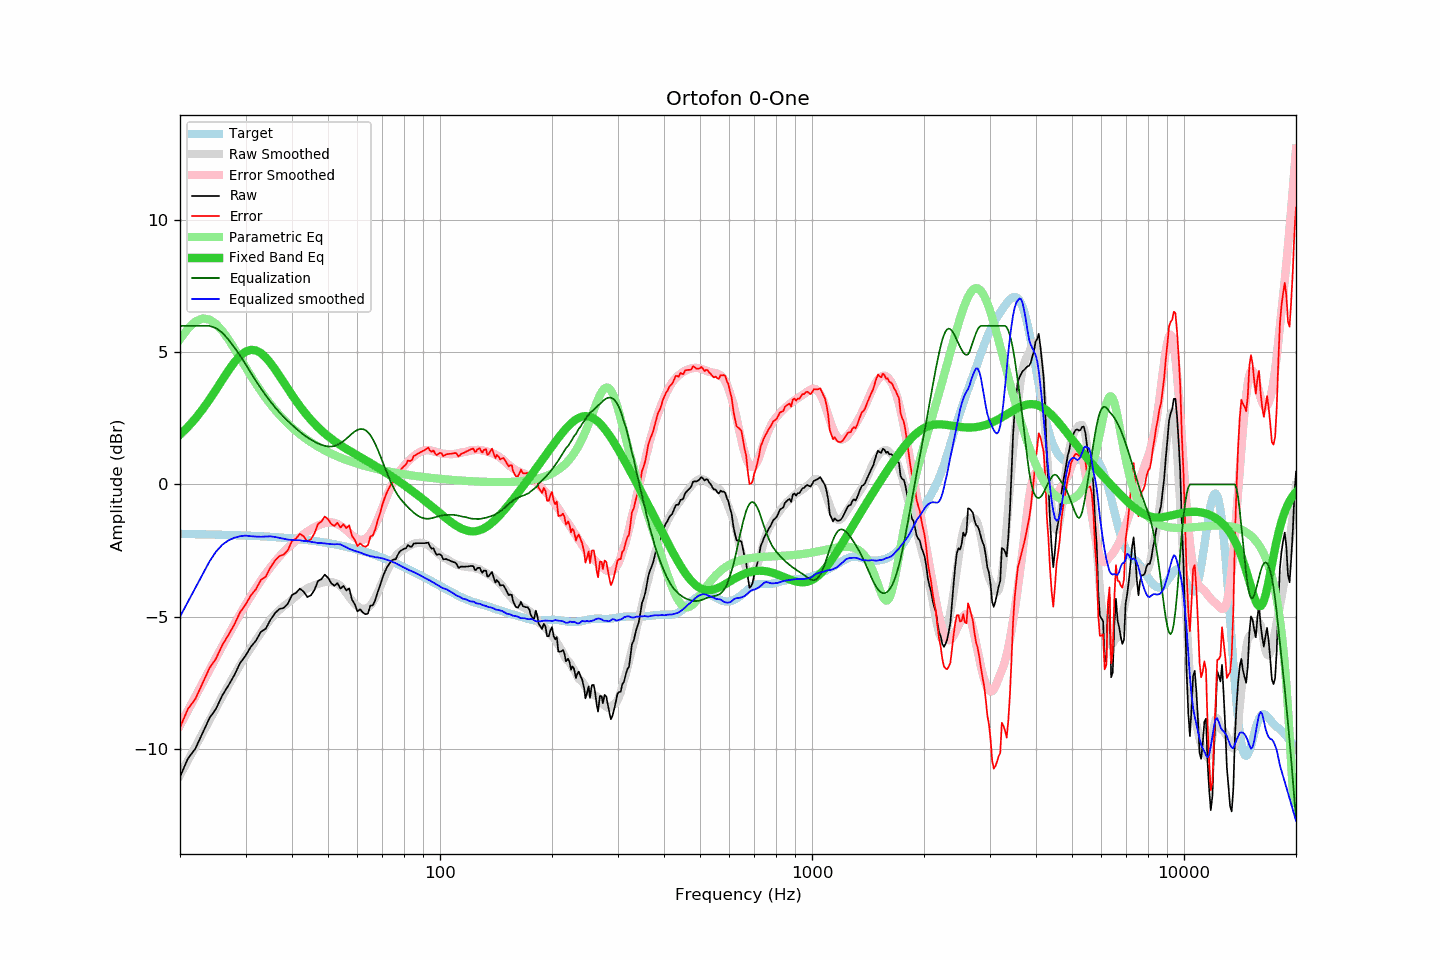 Ortofon 0-One
Target
Raw Smoothed
Error Smoothed
Raw
Error
Parametric Eq
Fixed Band Eq
Equalization
Equalized smoothed
Amplitude (dBr)
10
5
0
−5
−10
100
1000
10000
Frequency (Hz)